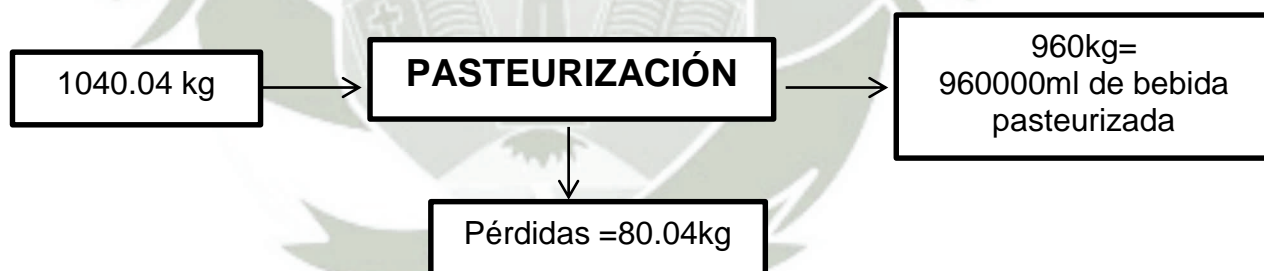 1040.04 kg
PASTEURIZACIÓN
960kg=
960000ml de bebida
pasteurizada
Pérdidas =80.04kg